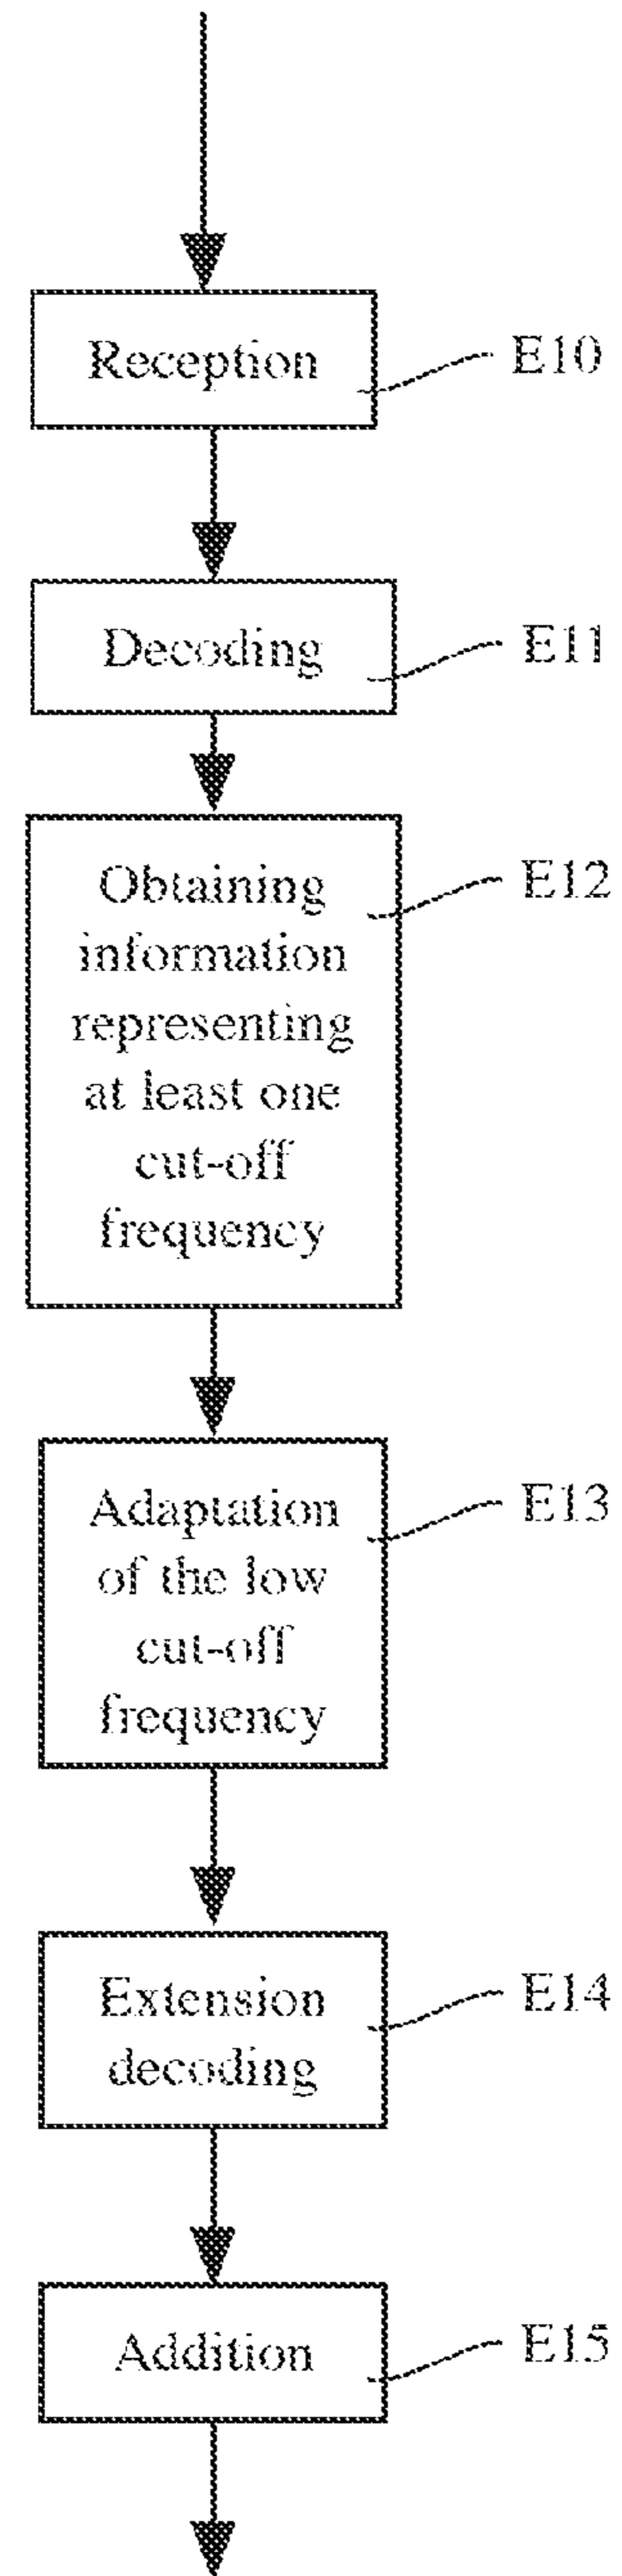 Reception
E10
Decoding
E11
Obtaining
information
representing
at least one
cut-off
frequency
E12
Adaptation
of the low
cut-off
frequency
E13
Extension
decoding
E14
Addition
E15